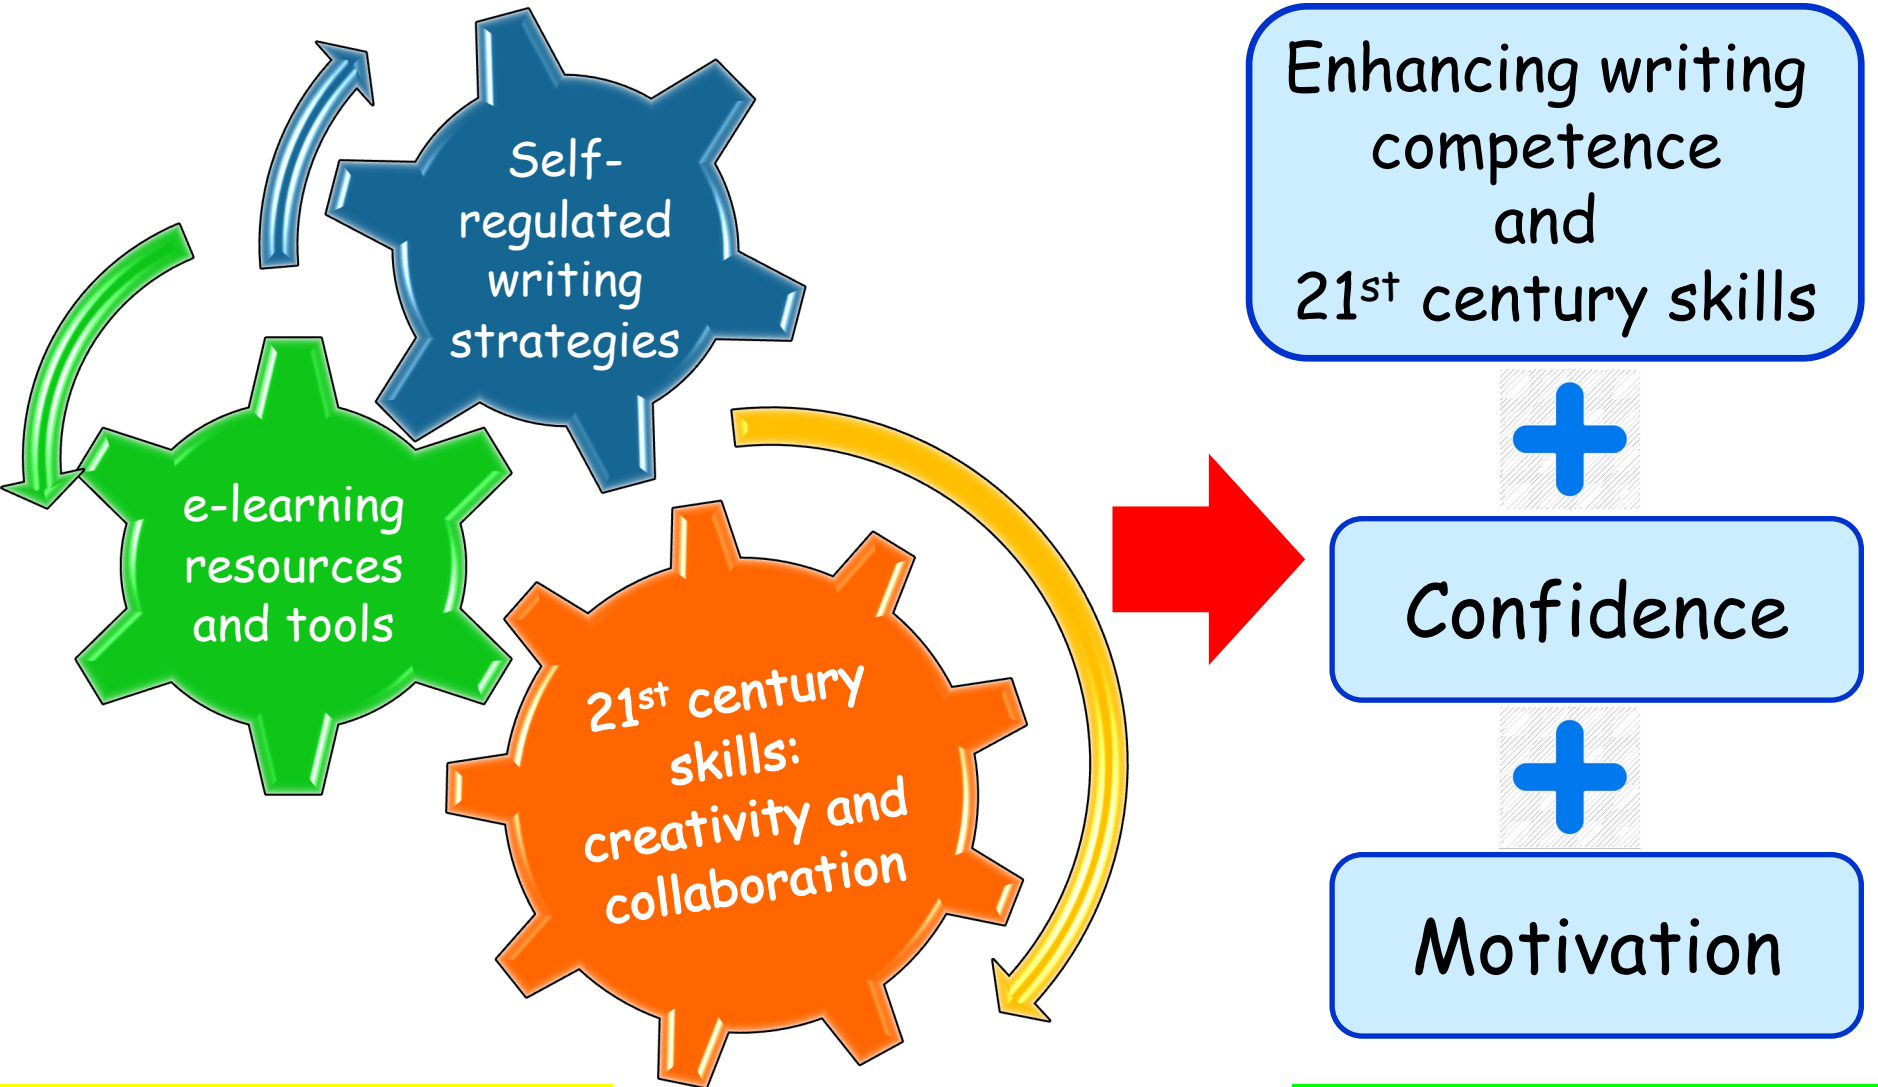 Self-
regulated
writing
strategies
e-learning
resources
and tools
21st century
skills:
creativity and
collaboration
Enhancing writing
competence
and
21st century skills
Confidence
Motivation